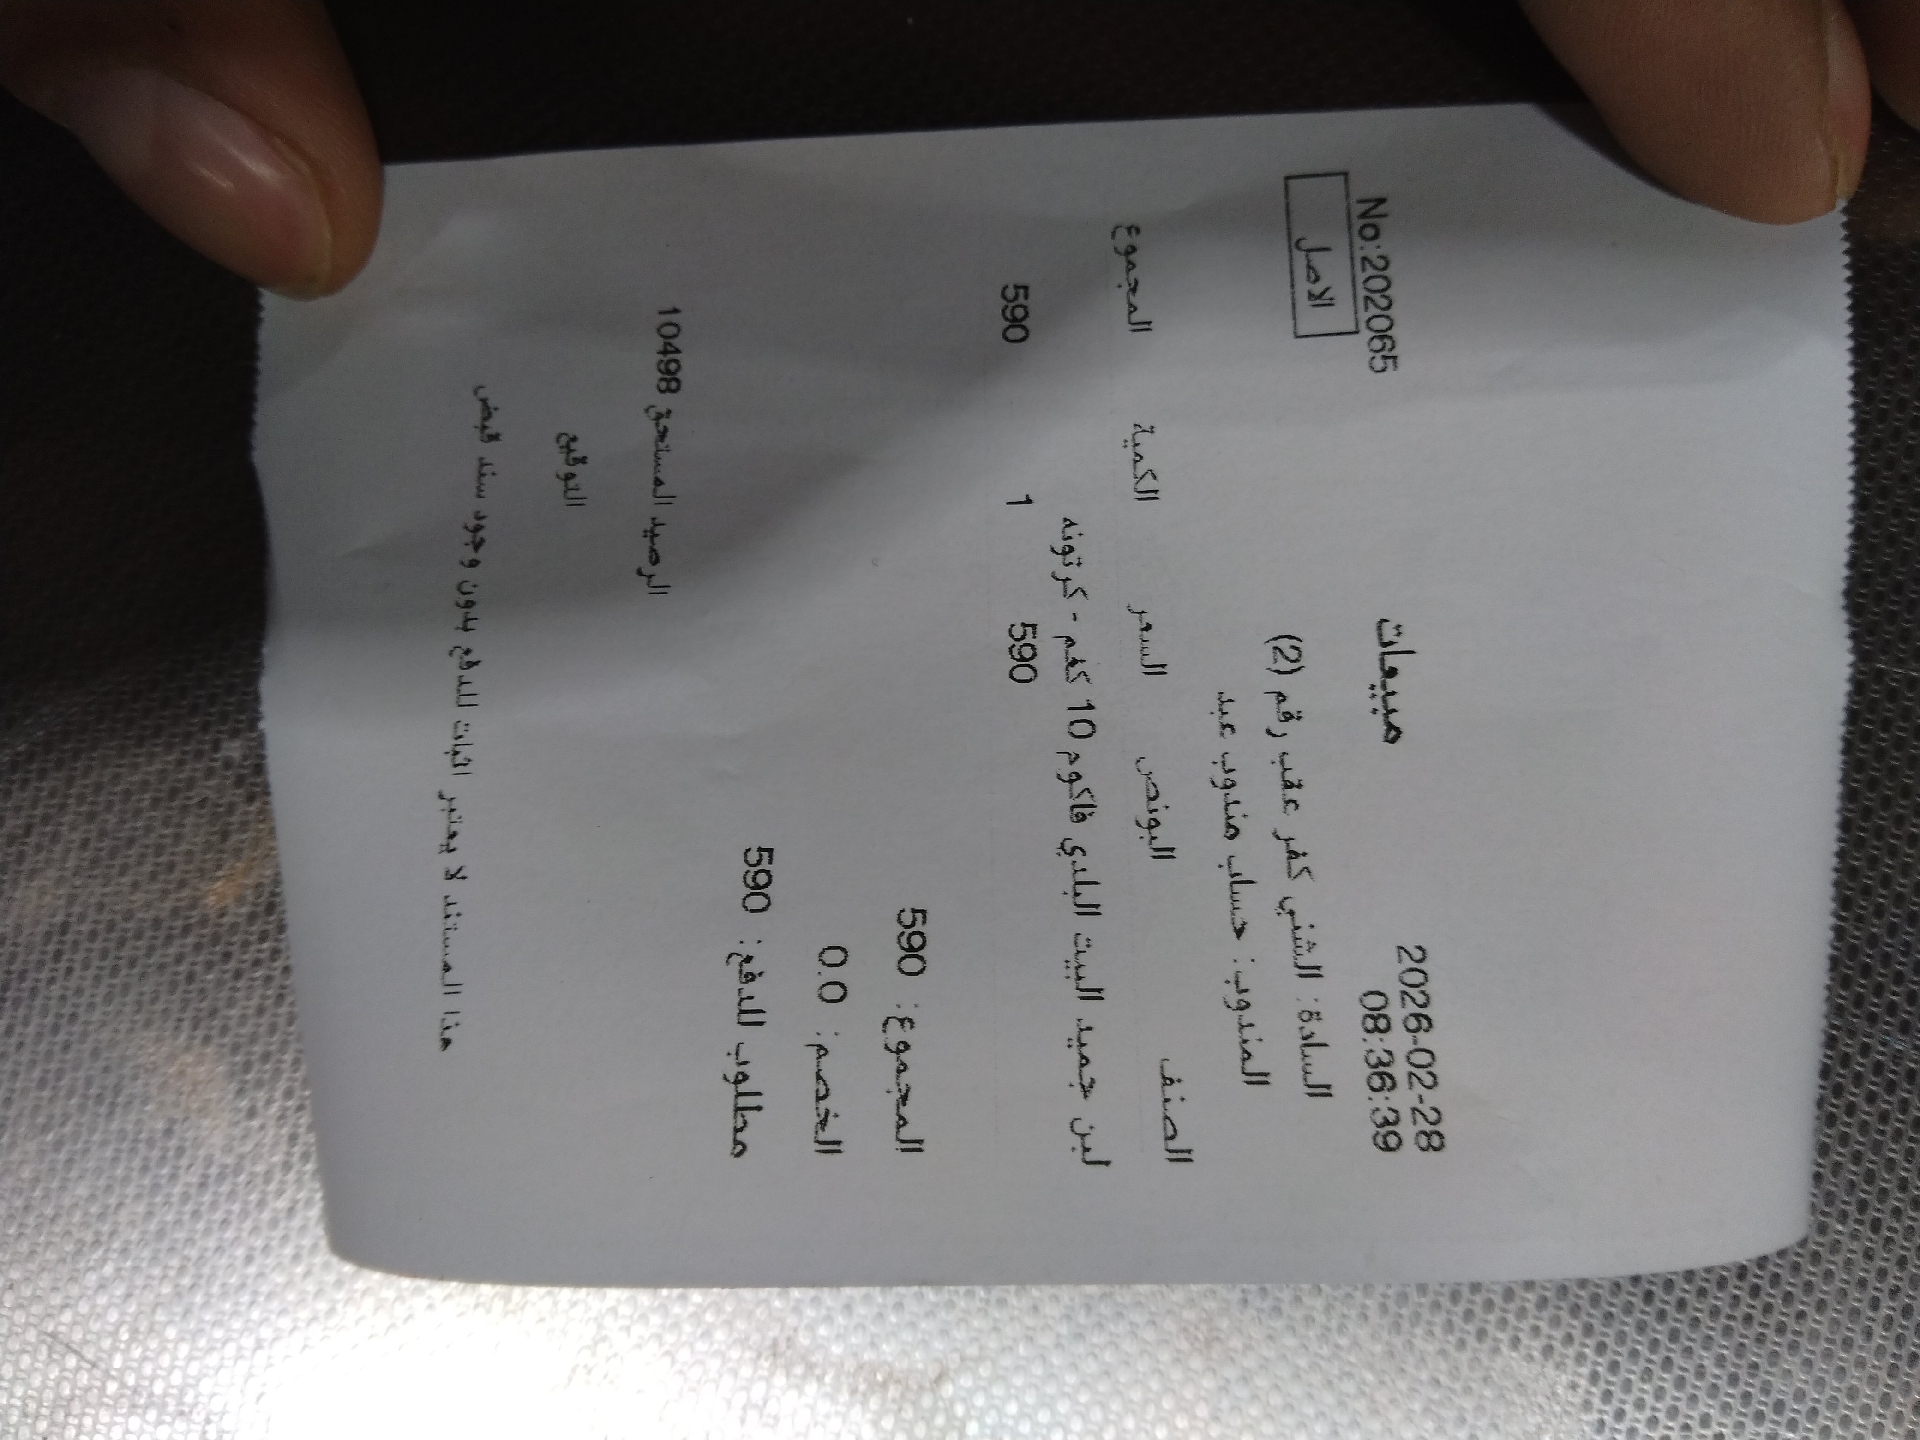 2026-02-28
08:36:39
مبيعات
No:202065
الاصل
السادة: الشني كفر عقب رقم (2)
المندوب: حساب مندوب عبد
الصنف البونص السعر الكمية المجموع
لبن جميد البيت البلدي فاكوم 10 كغم - كرتونه
590 1 590
المجموع: 590
الخصم: 0.0
مطلوب للدفع: 590
الرصيد المستحق 10498
التوقيع
هذا المستند لا يعتبر اثبات للدفع بدون وجود سند قبض